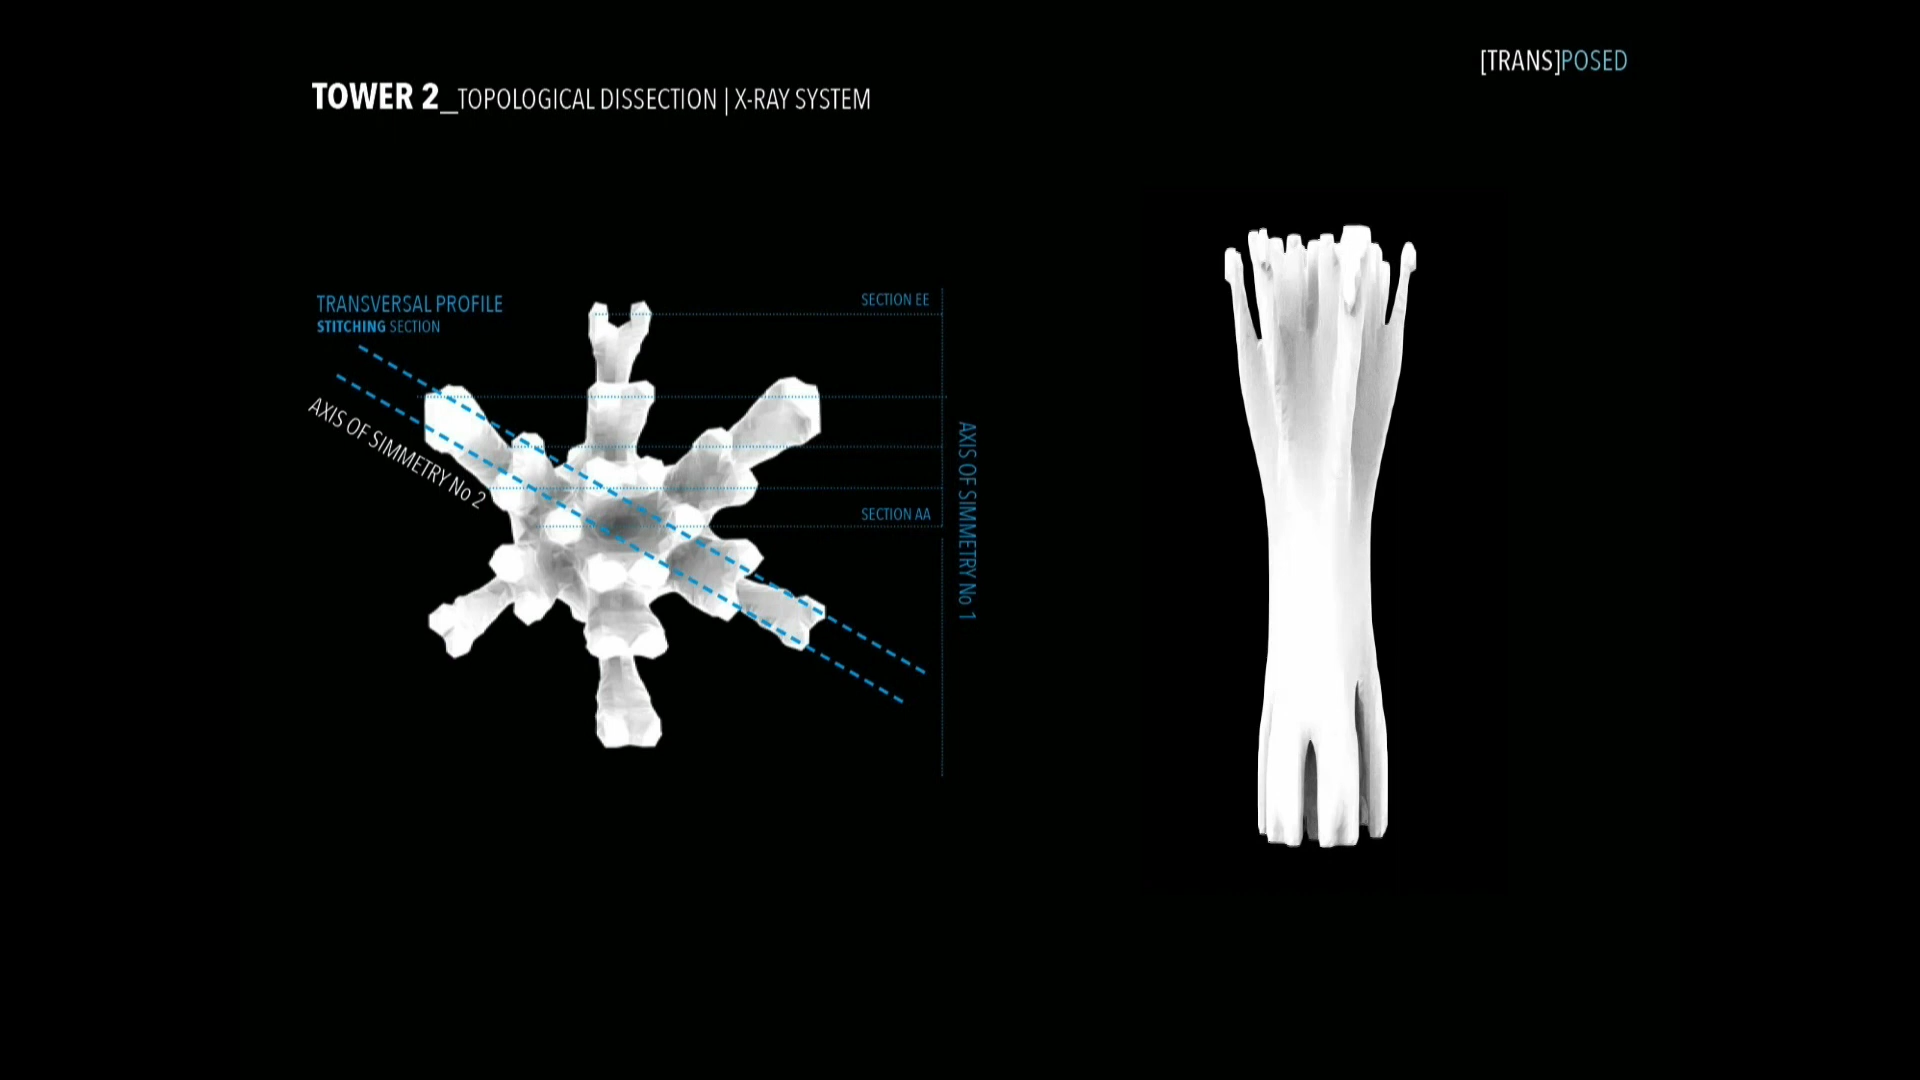 [TRANS]POSED
TOWER 2_TOPOLOGICAL DISSECTION | X-RAY SYSTEM
TRANSVERSAL PROFILE
STITCHING SECTION
SECTION EE
AXIS OF SIMMETRY No 2
AXIS OF SIMMETRY No 1
SECTION AA